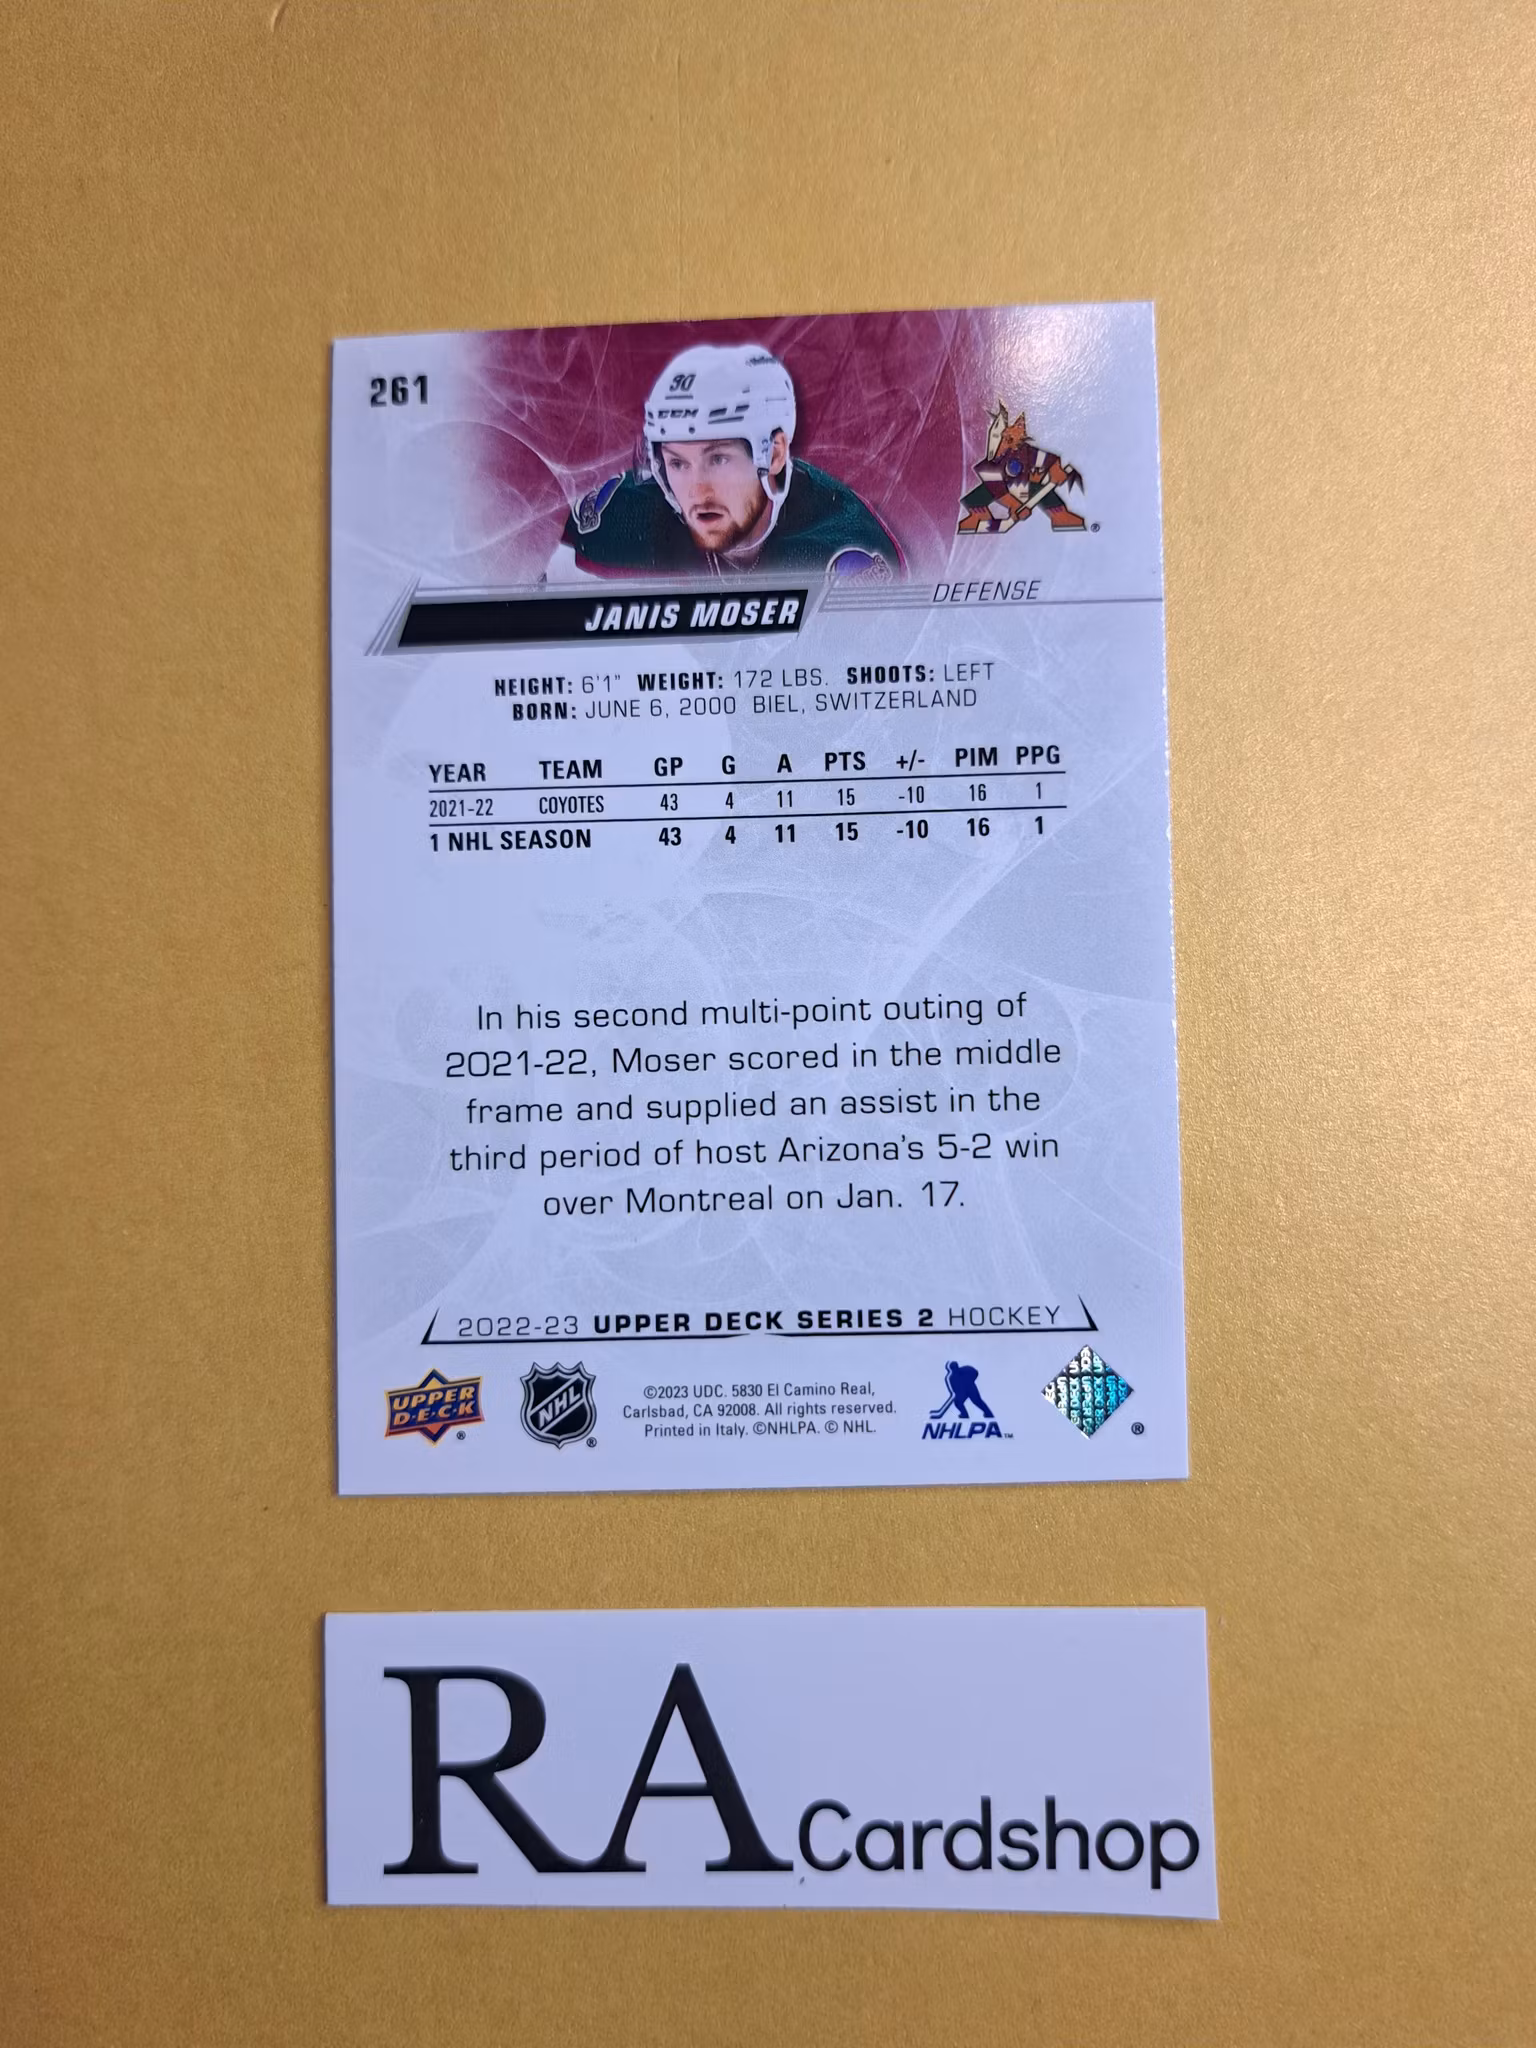 261
90
CCM
®
JANIS MOSER
DEFENSE
HEIGHT: 6'1" WEIGHT: 172 LBS. SHOOTS: LEFT
BORN: JUNE 6, 2000 BIEL, SWITZERLAND
YEAR TEAM GP G A PTS +/- PIM PPG
2021-22 COYOTES 43 4 11 15 -10 16 1
1 NHL SEASON 43 4 11 15 -10 16 1
In his second multi-point outing of
2021-22, Moser scored in the middle
frame and supplied an assist in the
third period of host Arizona's 5-2 win
over Montreal on Jan. 17.
2022-23 UPPER DECK SERIES 2 HOCKEY
UPPER
D·E·C·K
®
NHL
®
©2023 UDC. 5830 El Camino Real,
Carlsbad, CA 92008. All rights reserved.
Printed in Italy. ©NHLPA. © NHL.
NHLPA™
®
RA Cardshop